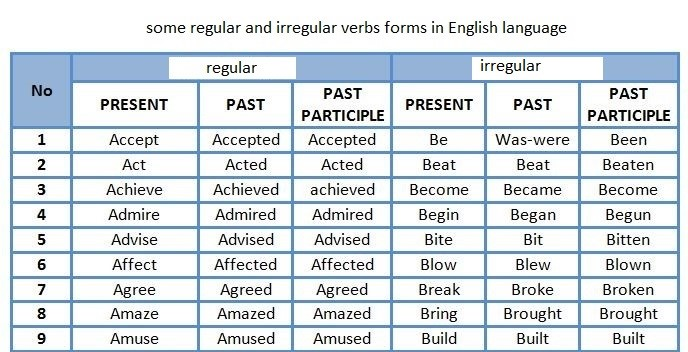 some regular and irregular verbs forms in English language
No regular irregular
PRESENT PAST PAST PARTICIPLE PRESENT PAST PAST PARTICIPLE
1 Accept Accepted Accepted Be Was-were Been
2 Act Acted Acted Beat Beat Beaten
3 Achieve Achieved achieved Become Became Become
4 Admire Admired Admired Begin Began Begun
5 Advise Advised Advised Bite Bit Bitten
6 Affect Affected Affected Blow Blew Blown
7 Agree Agreed Agreed Break Broke Broken
8 Amaze Amazed Amazed Bring Brought Brought
9 Amuse Amused Amused Build Built Built